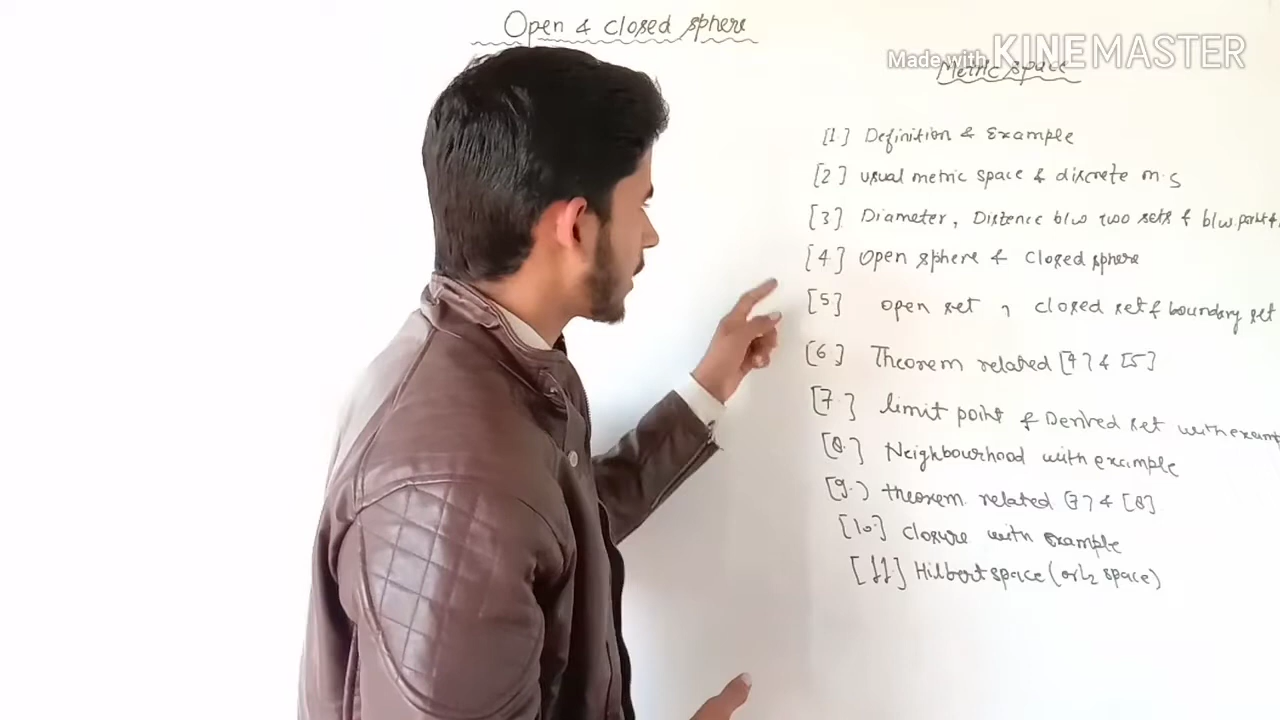 Open & closed sphere
Made with KINEMASTER
Metric space
[1.] Definition & Example
[2] usual metric space & discrete m.s
[3] Diameter, Distence b/w two sets & b/w. point &
[4] Open sphere & closed sphere
[5] open set , closed set & boundary set
[6] Theorem related [4] & [5]
[7.] limit point & Derived set with examp
[8.] Neighbourhood with example
[9.] theorem related [7] & [8]
[10.] closure with example
[11] Hilbert space (or l2 space)